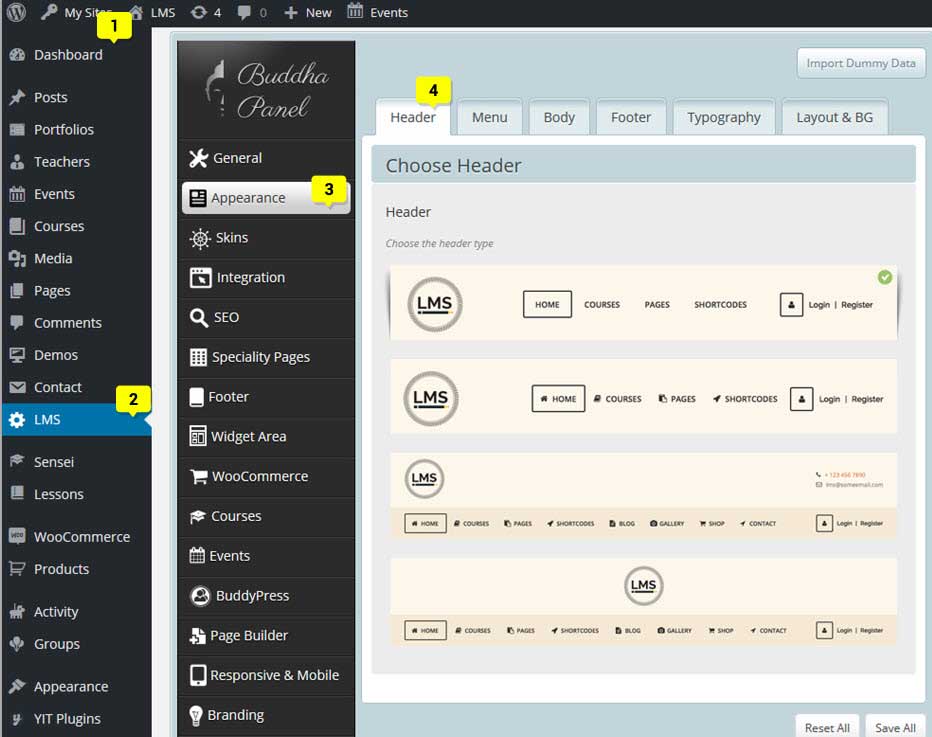 My Sites
LMS
4
0
New
Events
1
Dashboard
Posts
Portfolios
Teachers
Events
Courses
Media
Pages
Comments
Demos
Contact
2
LMS
Sensei
Lessons
WooCommerce
Products
Activity
Groups
Appearance
YIT Plugins
Buddha
Panel
General
Appearance
3
Skins
Integration
SEO
Speciality Pages
Footer
Widget Area
WooCommerce
Courses
Events
BuddyPress
Page Builder
Responsive & Mobile
Branding
Import Dummy Data
4
Header
Menu
Body
Footer
Typography
Layout & BG
Choose Header
Header
Choose the header type
LMS
HOME
COURSES
PAGES
SHORTCODES
Login | Register
LMS
HOME
COURSES
PAGES
SHORTCODES
Login | Register
LMS
+ 123 456 7890
lms@someemail.com
HOME
COURSES
PAGES
SHORTCODES
BLOG
GALLERY
SHOP
CONTACT
Login | Register
LMS
HOME
COURSES
PAGES
SHORTCODES
BLOG
GALLERY
SHOP
CONTACT
Login | Register
Reset All
Save All